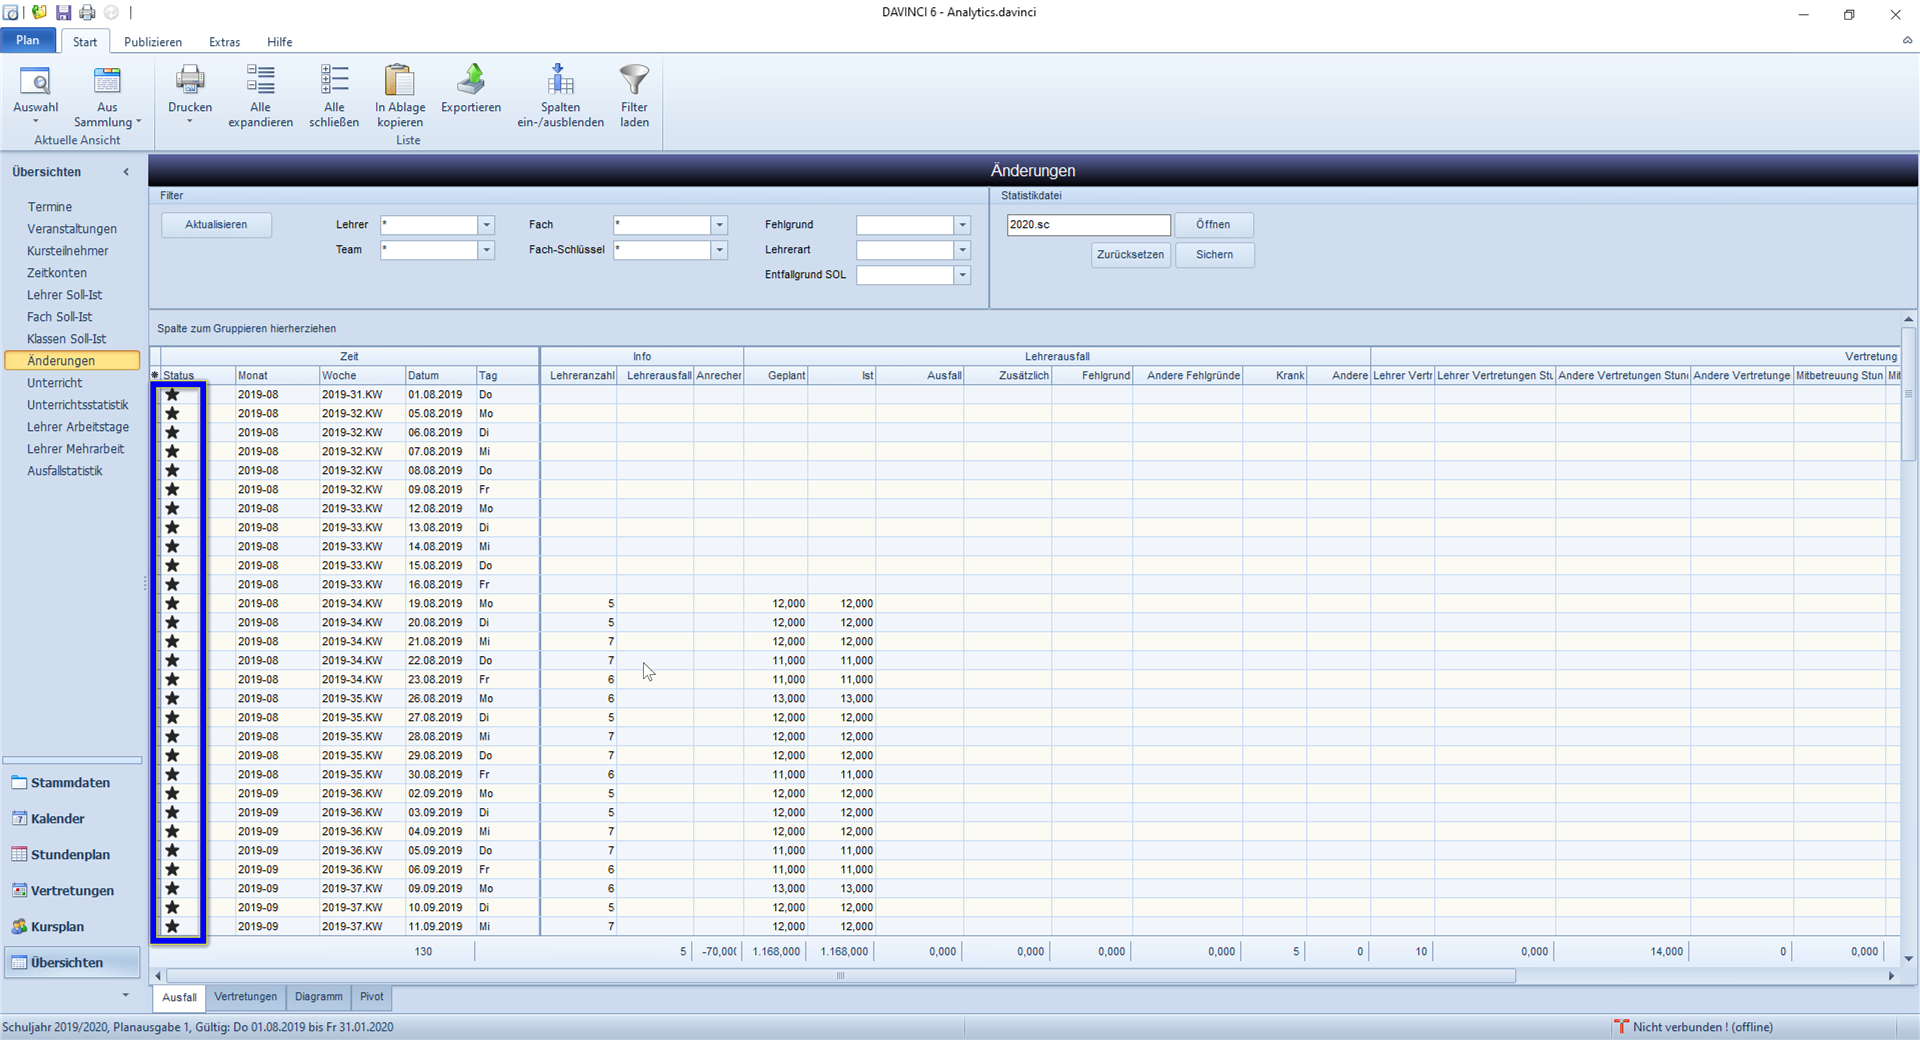 DAVINCI 6 - Analytics.davinci
Plan Start Publizieren Extras Hilfe
Auswahl Aus Sammlung Drucken Alle expandieren Alle schließen In Ablage kopieren Exportieren Spalten ein-/ausblenden Filter laden
Aktuelle Ansicht Liste
Übersichten
Termine
Veranstaltungen
Kursteilnehmer
Zeitkonten
Lehrer Soll-Ist
Fach Soll-Ist
Klassen Soll-Ist
Änderungen
Unterricht
Unterrichtsstatistik
Lehrer Arbeitstage
Lehrer Mehrarbeit
Ausfallstatistik
Stammdaten
Kalender
Stundenplan
Vertretungen
Kursplan
Übersichten
Änderungen
Filter Statistikdatei
Aktualisieren Lehrer * Fach * Fehlgrund 2020.sc Öffnen
Team * Fach-Schlüssel * Lehrerart Zurücksetzen Sichern
Entfallgrund SOL
Spalte zum Gruppieren hierherziehen
Zeit Info Lehrerausfall Vertretung
Status Monat Woche Datum Tag Lehreranzahl Lehrerausfall Anrechen Geplant Ist Ausfall Zusätzlich Fehlgrund Andere Fehlgründe Krank Andere Lehrer Vertr Lehrer Vertretungen Stu Andere Vertretungen Stun Andere Vertretunge Mitbetreuung Stun Mit
2019-08 2019-31.KW 01.08.2019 Do
2019-08 2019-32.KW 05.08.2019 Mo
2019-08 2019-32.KW 06.08.2019 Di
2019-08 2019-32.KW 07.08.2019 Mi
2019-08 2019-32.KW 08.08.2019 Do
2019-08 2019-32.KW 09.08.2019 Fr
2019-08 2019-33.KW 12.08.2019 Mo
2019-08 2019-33.KW 13.08.2019 Di
2019-08 2019-33.KW 14.08.2019 Mi
2019-08 2019-33.KW 15.08.2019 Do
2019-08 2019-33.KW 16.08.2019 Fr
2019-08 2019-34.KW 19.08.2019 Mo 5 12,000 12,000
2019-08 2019-34.KW 20.08.2019 Di 5 12,000 12,000
2019-08 2019-34.KW 21.08.2019 Mi 7 12,000 12,000
2019-08 2019-34.KW 22.08.2019 Do 7 11,000 11,000
2019-08 2019-34.KW 23.08.2019 Fr 6 11,000 11,000
2019-08 2019-35.KW 26.08.2019 Mo 6 13,000 13,000
2019-08 2019-35.KW 27.08.2019 Di 5 12,000 12,000
2019-08 2019-35.KW 28.08.2019 Mi 7 12,000 12,000
2019-08 2019-35.KW 29.08.2019 Do 7 12,000 12,000
2019-08 2019-35.KW 30.08.2019 Fr 6 11,000 11,000
2019-09 2019-36.KW 02.09.2019 Mo 5 12,000 12,000
2019-09 2019-36.KW 03.09.2019 Di 5 12,000 12,000
2019-09 2019-36.KW 04.09.2019 Mi 7 12,000 12,000
2019-09 2019-36.KW 05.09.2019 Do 7 11,000 11,000
2019-09 2019-36.KW 06.09.2019 Fr 6 11,000 11,000
2019-09 2019-37.KW 09.09.2019 Mo 6 13,000 13,000
2019-09 2019-37.KW 10.09.2019 Di 5 12,000 12,000
2019-09 2019-37.KW 11.09.2019 Mi 7 12,000 12,000
130 5 -70,00 1.168,000 1.168,000 0,000 0,000 0,000 0,000 5 0 10 0,000 14,000 0 0,000
Ausfall Vertretungen Diagramm Pivot
Schuljahr 2019/2020, Planausgabe 1, Gültig: Do 01.08.2019 bis Fr 31.01.2020 Nicht verbunden ! (offline)